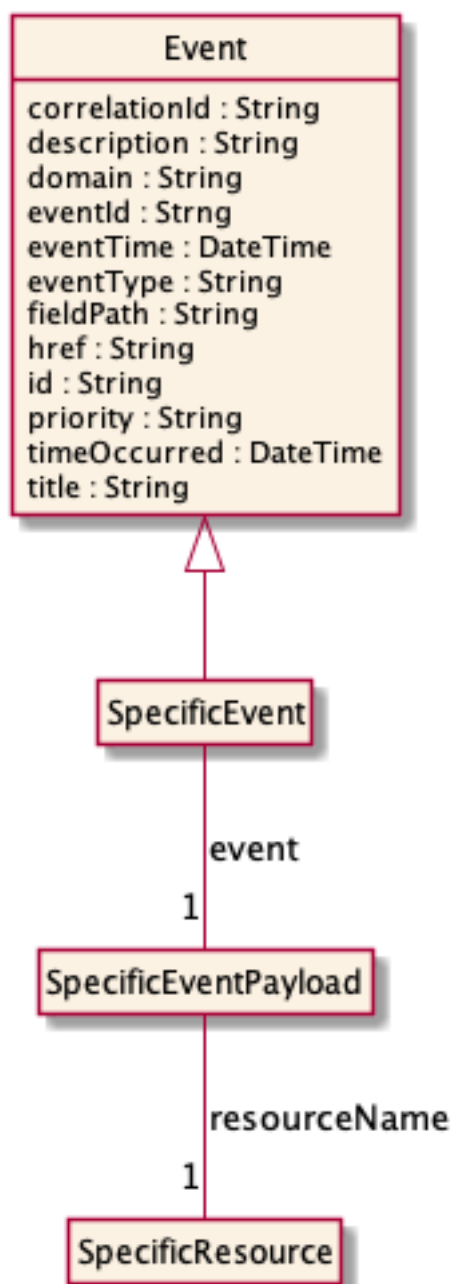 Event
correlationId : String
description : String
domain : String
eventId : Strng
eventTime : DateTime
eventType : String
fieldPath : String
href : String
id : String
priority : String
timeOccurred : DateTime
title : String
SpecificEvent
event
1
SpecificEventPayload
resourceName
1
SpecificResource